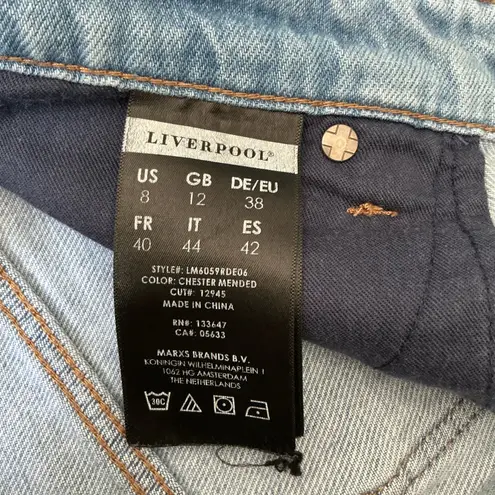 LIVERPOOL®
US GB DE/EU
8 12 38
FR IT ES
40 44 42
STYLE#: LM6059RDE06
COLOR: CHESTER MENDED
CUT#: 12945
MADE IN CHINA
RN#: 133647
CA#: 05633
MARXS BRANDS B.V.
KONINGIN WILHELMINAPLEIN 1
1062 HG AMSTERDAM
THE NETHERLANDS
30C